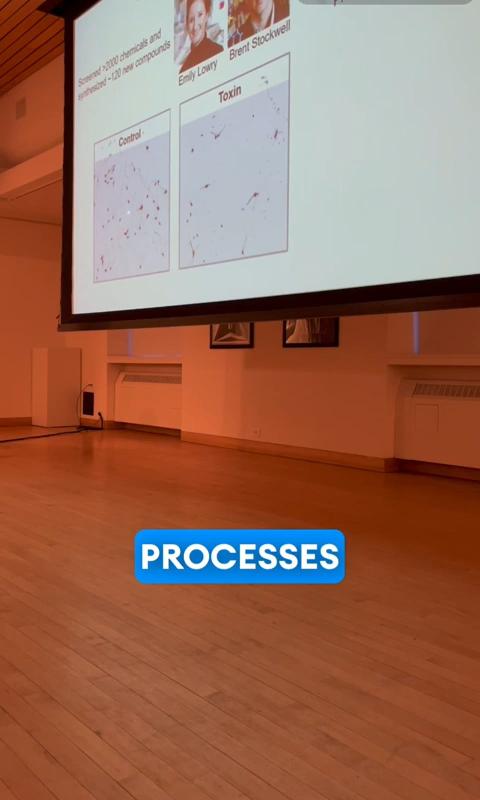 Screened >2000 chemicals and
synthesized ~120 new compounds
Emily Lowry
Brent Stockwell
Control
Toxin
PROCESSES